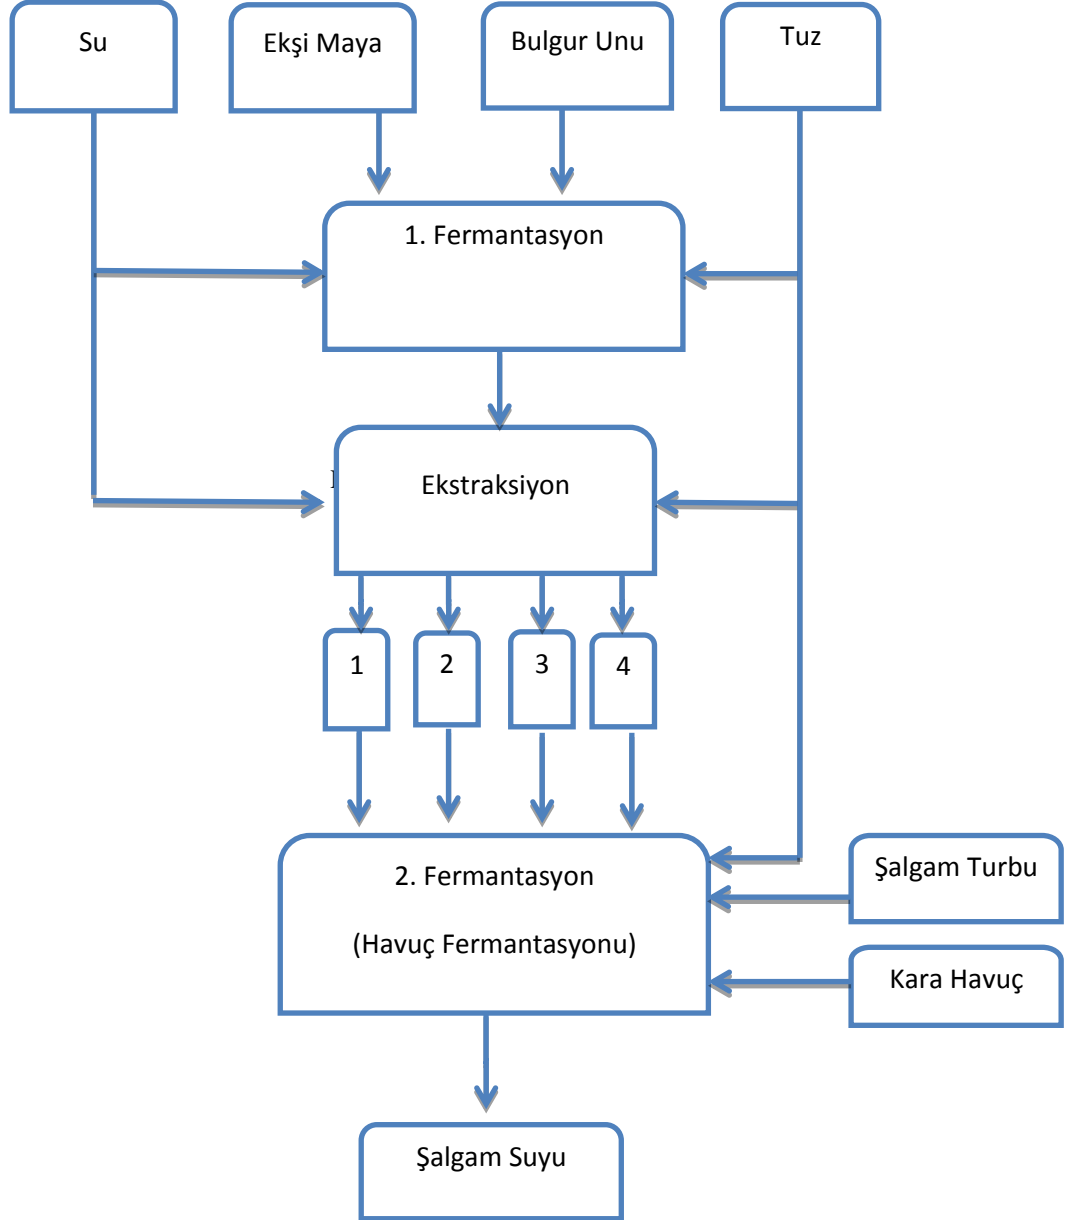 Su
Ekşi Maya
Bulgur Unu
Tuz
1. Fermantasyon
Ekstraksiyon
1
2
3
4
2. Fermantasyon
(Havuç Fermantasyonu)
Şalgam Turbu
Kara Havuç
Şalgam Suyu